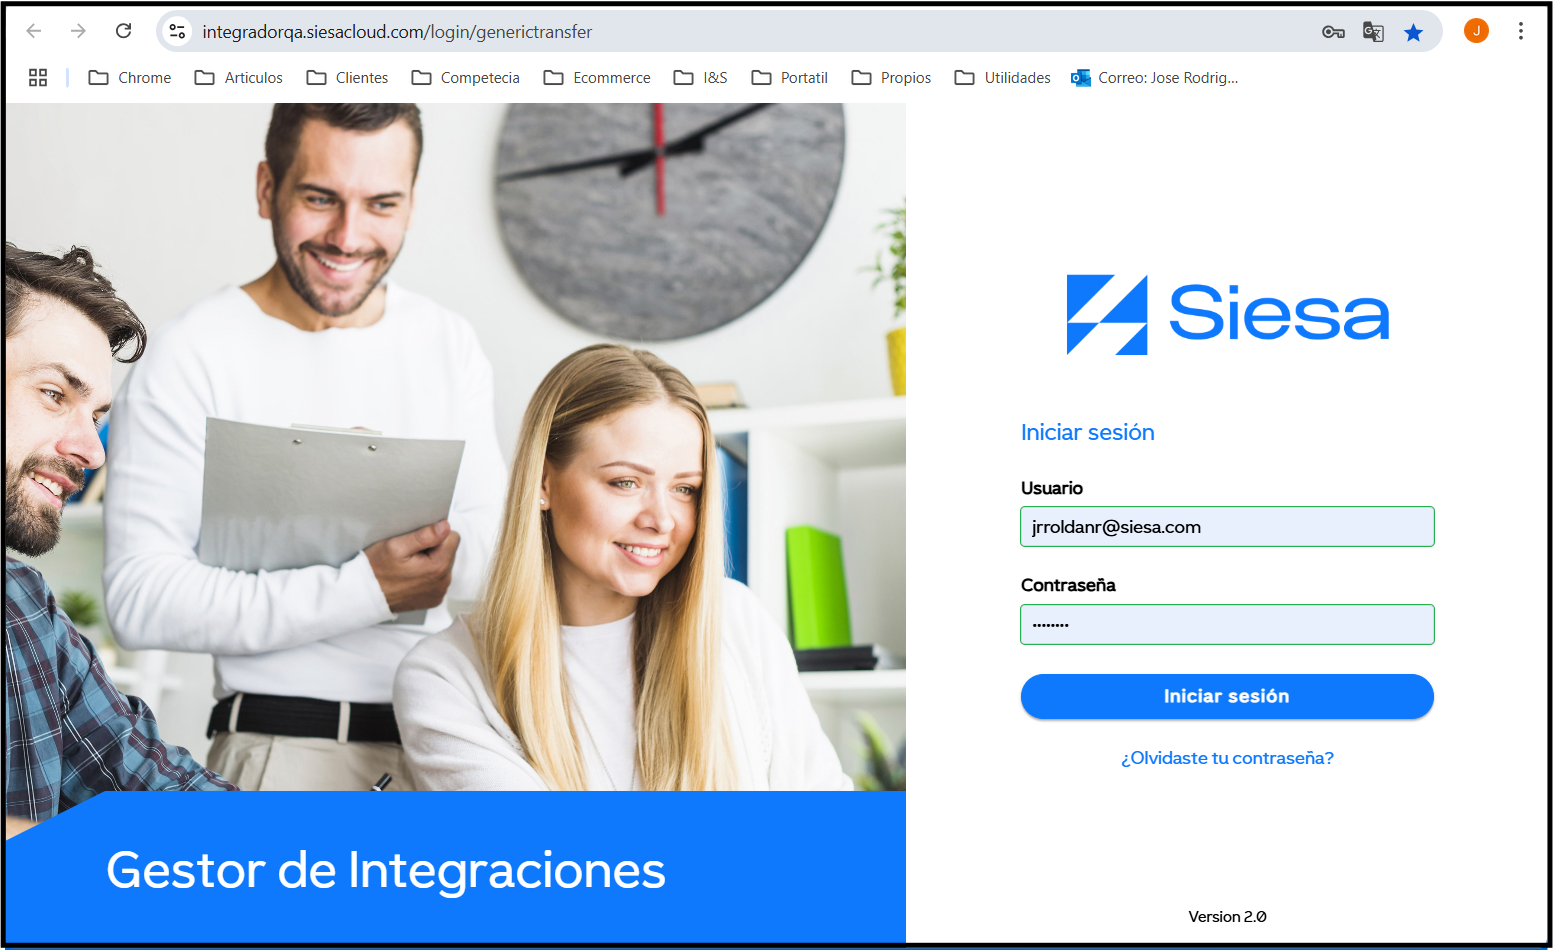 integradorqa.siesacloud.com/login/generictransfer
J
Chrome
Articulos
Clientes
Competecia
Ecommerce
I&S
Portatil
Propios
Utilidades
Correo: Jose Rodrig...
Siesa
Iniciar sesión
Usuario
jrroldanr@siesa.com
Contraseña
••••••••
Iniciar sesión
¿Olvidaste tu contraseña?
Gestor de Integraciones
Version 2.0